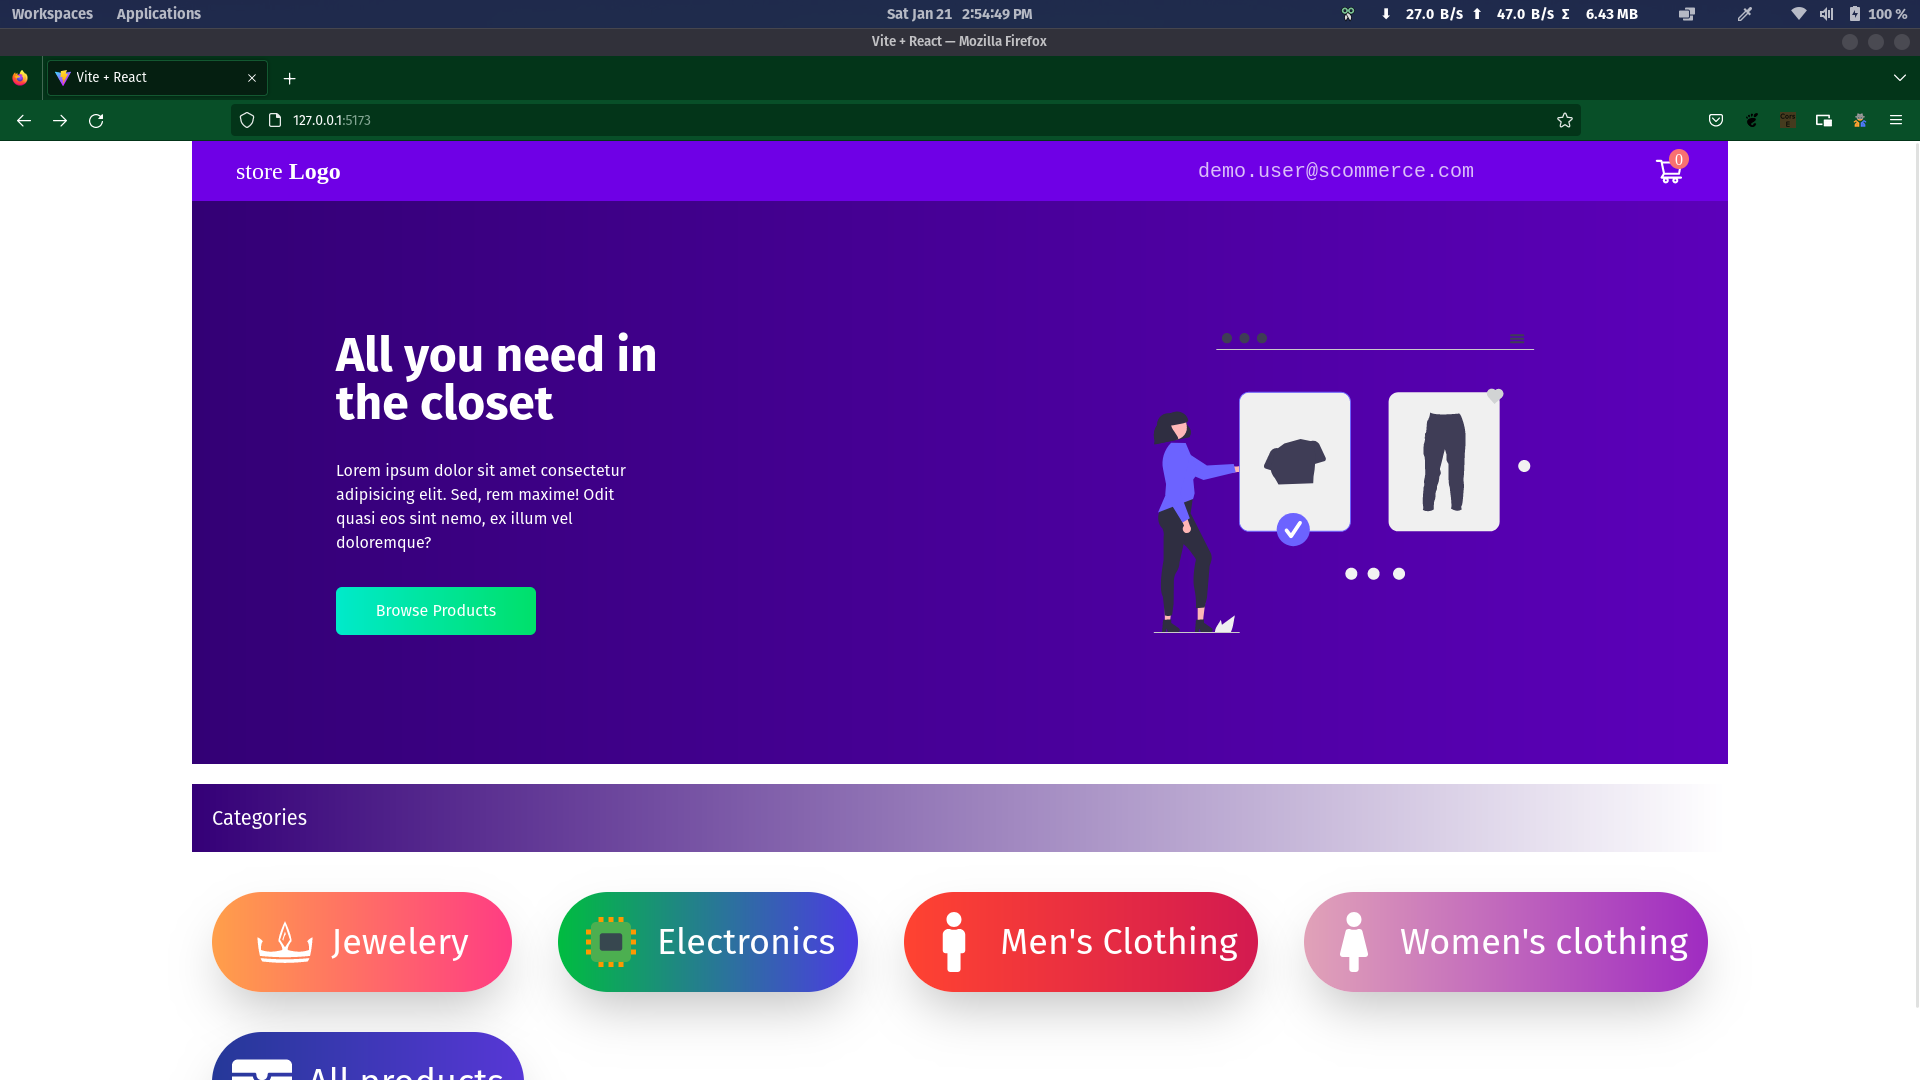 Workspaces Applications Sat Jan 21 2:54:49 PM ⬇ 27.0 B/s ⬆ 47.0 B/s Σ 6.43 MB 100 %
Vite + React — Mozilla Firefox
Vite + React
127.0.0.1:5173
store Logo demo.user@scommerce.com 0
All you need in
the closet
Lorem ipsum dolor sit amet consectetur
adipisicing elit. Sed, rem maxime! Odit
quasi eos sint nemo, ex illum vel
doloremque?
Browse Products
Categories
Jewelery Electronics Men's Clothing Women's clothing
All products